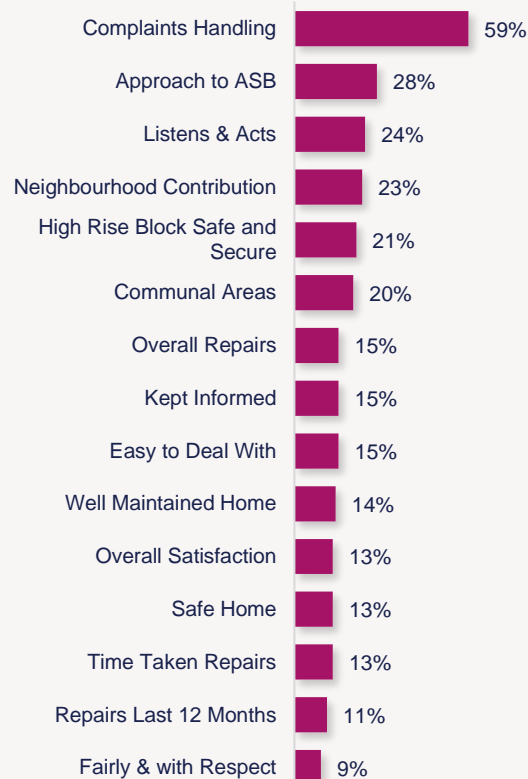 Complaints Handling 59%
Approach to ASB 28%
Listens & Acts 24%
Neighbourhood Contribution 23%
High Rise Block Safe and
Secure 21%
Communal Areas 20%
Overall Repairs 15%
Kept Informed 15%
Easy to Deal With 15%
Well Maintained Home 14%
Overall Satisfaction 13%
Safe Home 13%
Time Taken Repairs 13%
Repairs Last 12 Months 11%
Fairly & with Respect 9%